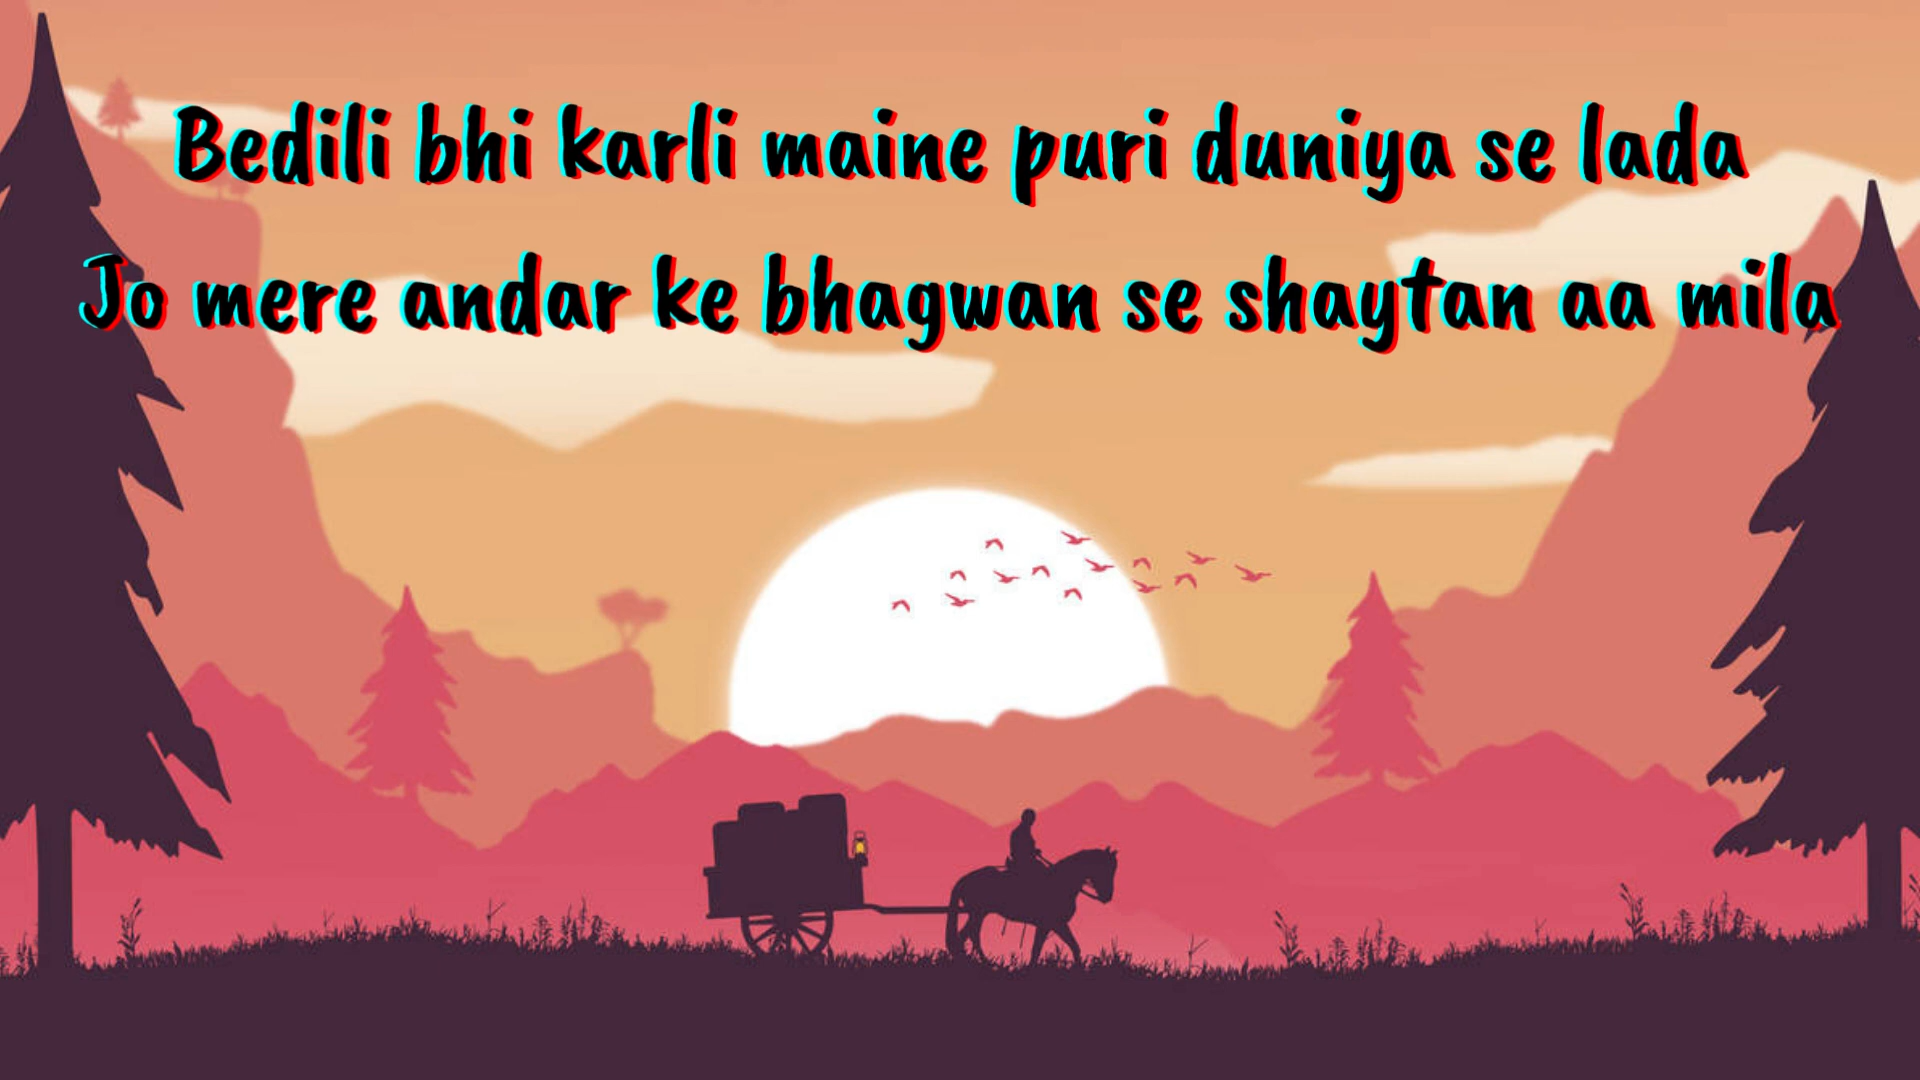 Bedili bhi karli maine puri duniya se lada
Jo mere andar ke bhagwan se shaytan aa mila